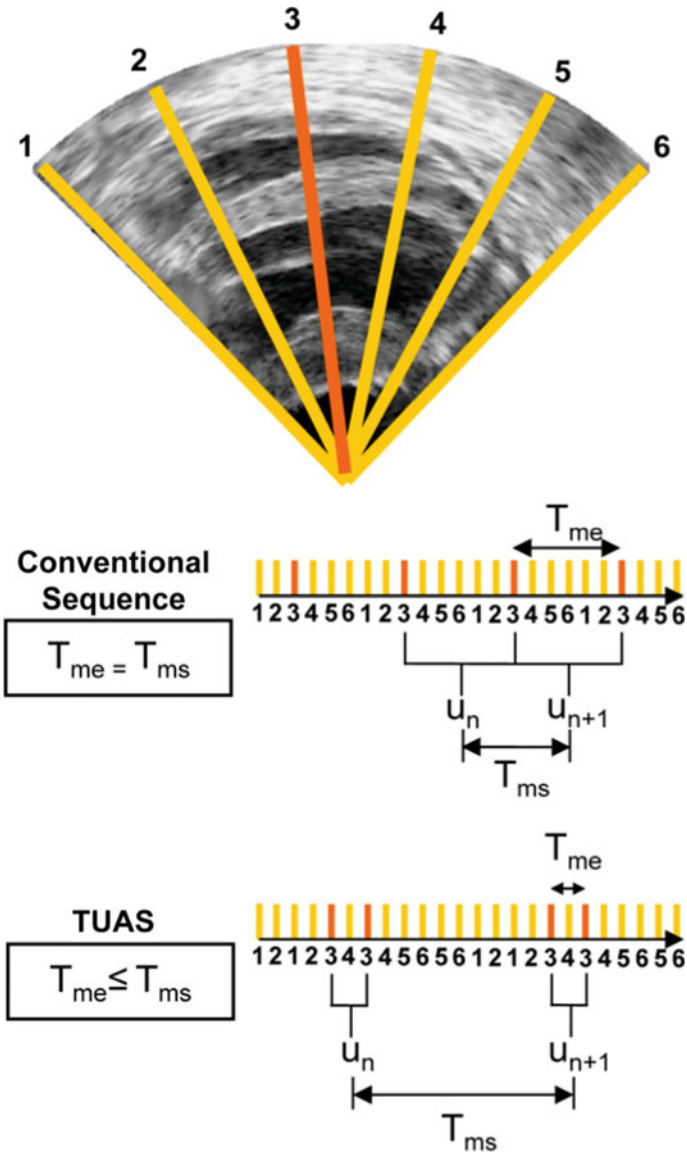 1 2 3 4 5 6
T_me
Conventional
Sequence
T_me = T_ms
1 2 3 4 5 6 1 2 3 4 5 6 1 2 3 4 5 6 1 2 3 4 5 6
u_n u_n+1
T_ms
T_me
TUAS
T_me ≤ T_ms
1 2 1 2 3 4 3 4 5 6 5 6 1 2 1 2 3 4 3 4 5 6 5 6
u_n u_n+1
T_ms